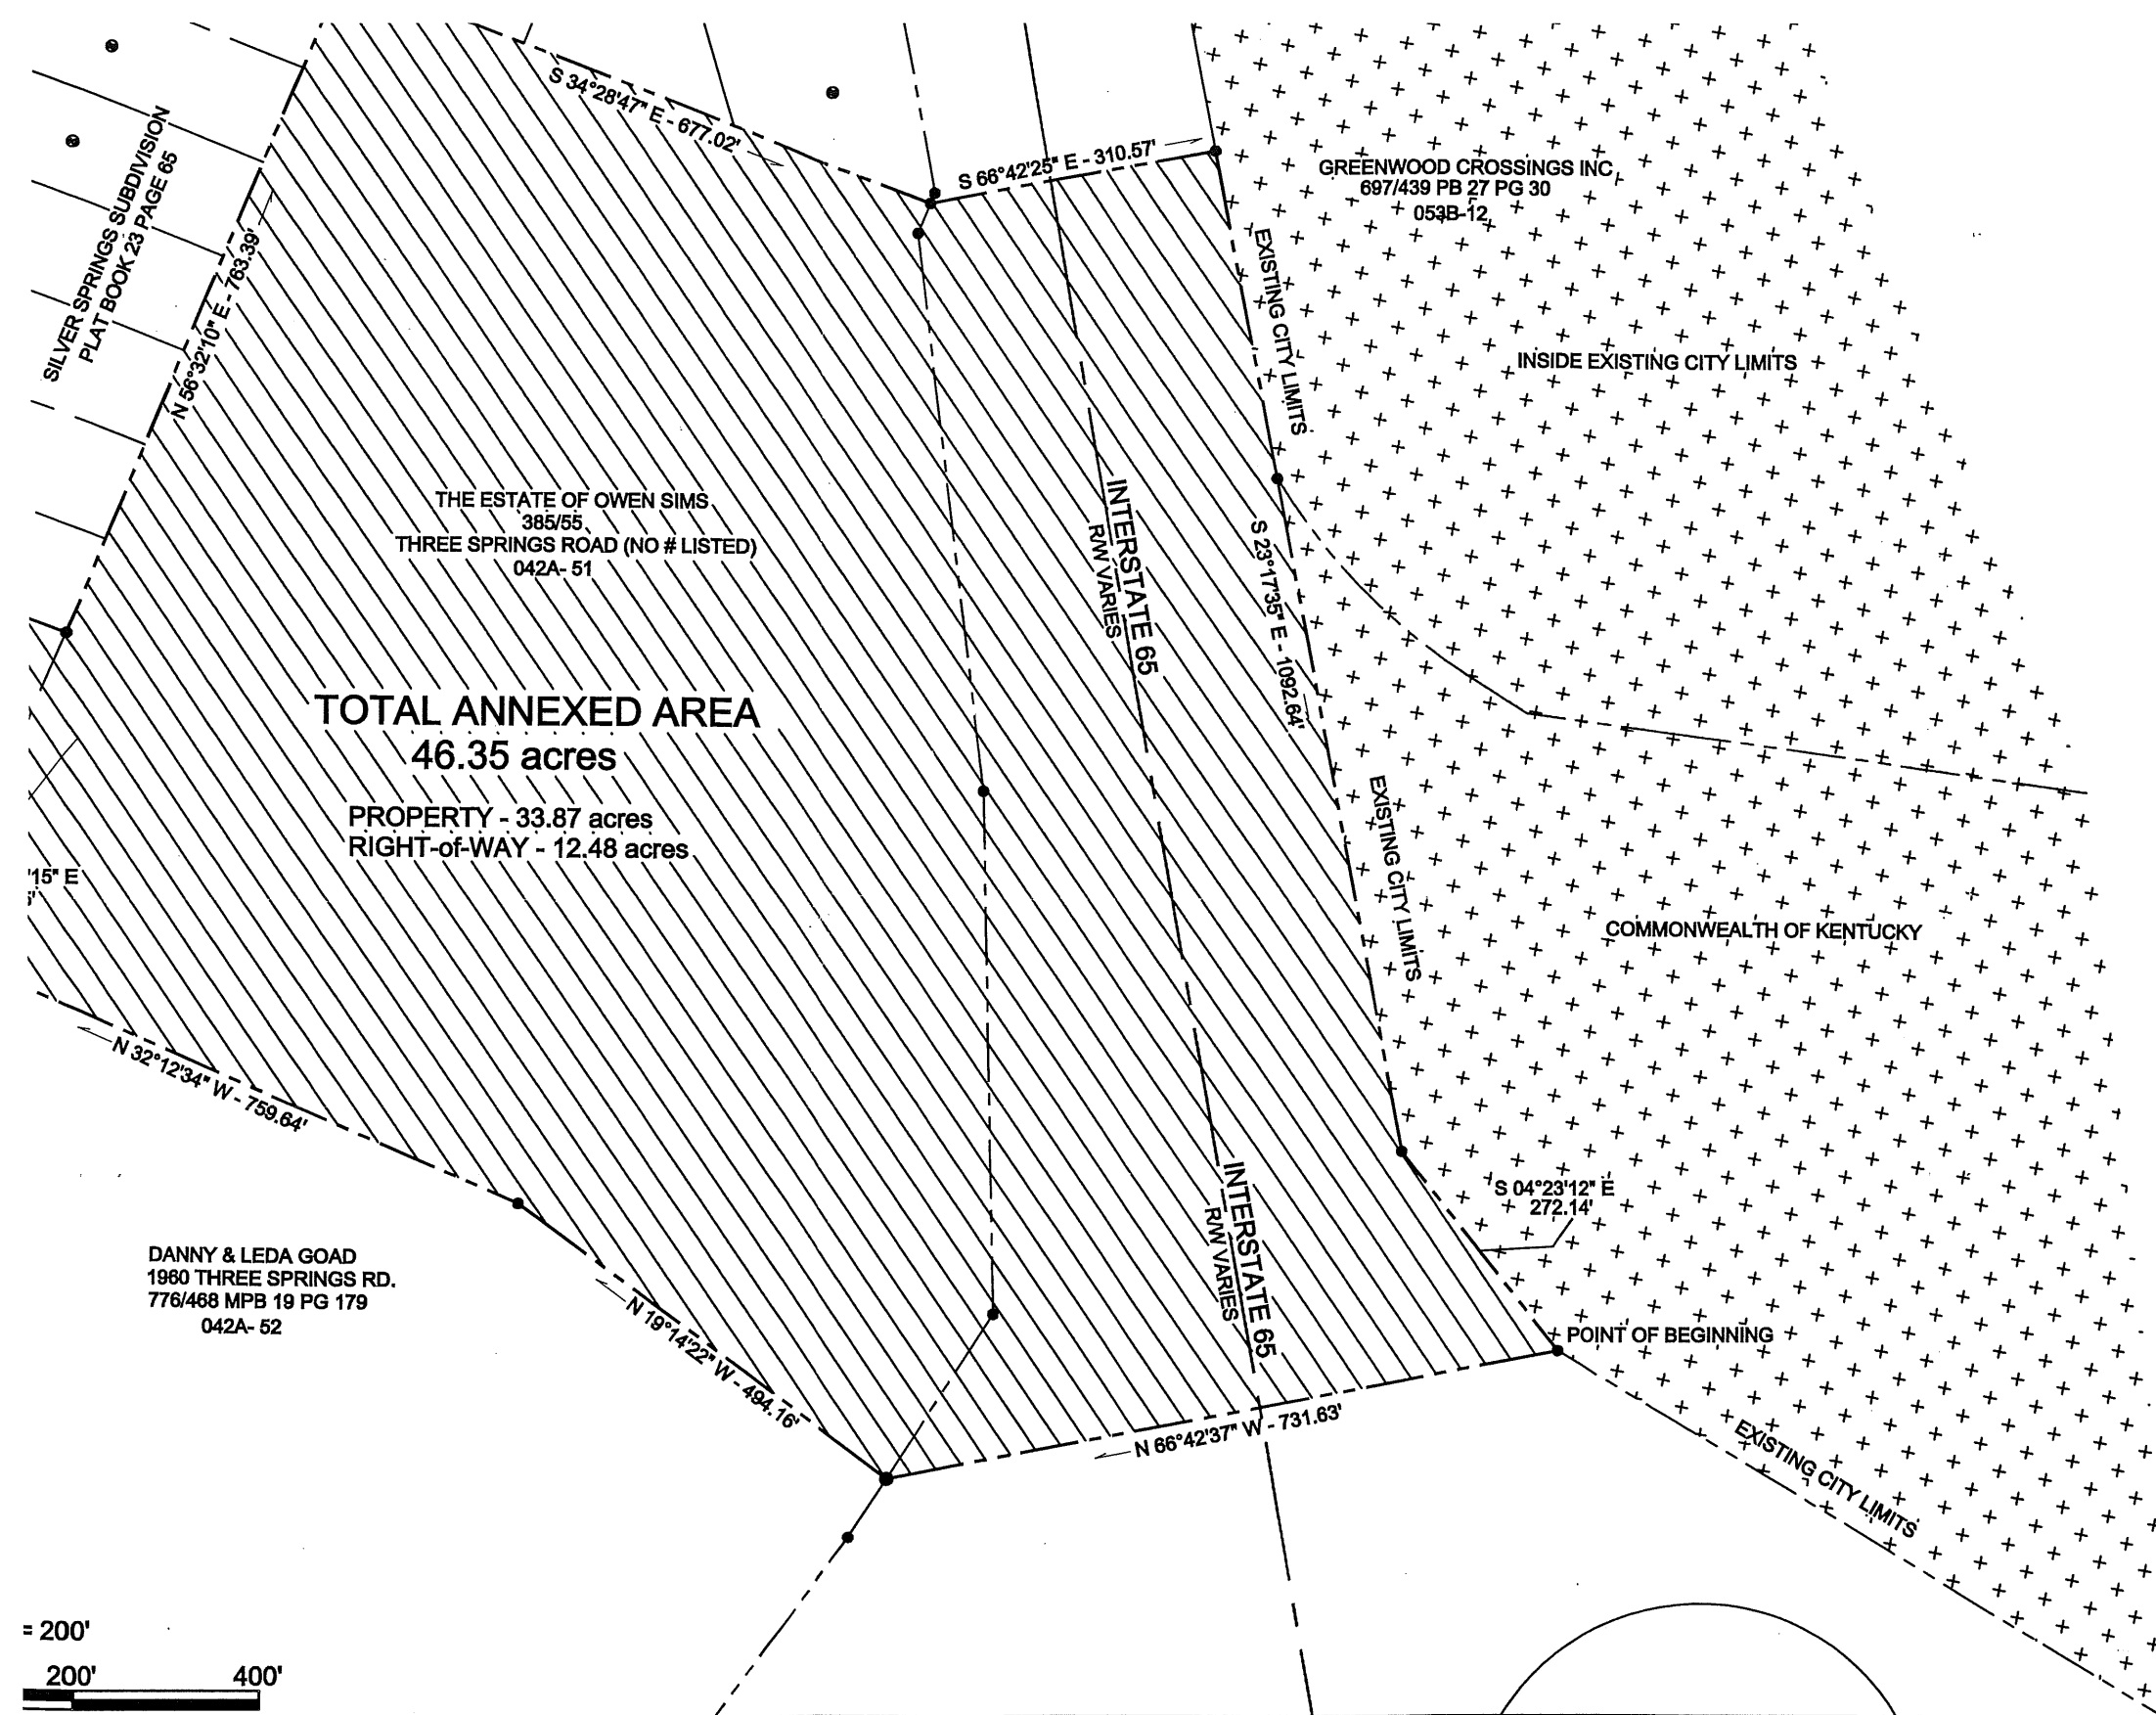 S 34°28'47" E - 677.02'
S 66°42'25" E - 310.57'
SILVER SPRINGS SUBDIVISION
PLAT BOOK 23 PAGE 65
N 56°32'10" E - 763.39'
GREENWOOD CROSSINGS INC
697/439 PB 27 PG 30
053B-12
EXISTING CITY LIMITS
INSIDE EXISTING CITY LIMITS
THE ESTATE OF OWEN SIMS
385/55
THREE SPRINGS ROAD (NO # LISTED)
042A- 51
INTERSTATE 65
R/W VARIES
S 23°17'35" E - 1092.64'
TOTAL ANNEXED AREA
46.35 acres
PROPERTY - 33.87 acres
RIGHT-of-WAY - 12.48 acres
EXISTING CITY LIMITS
'15" E
COMMONWEALTH OF KENTUCKY
N 32°12'34" W - 759.64'
S 04°23'12" E
272.14'
INTERSTATE 65
R/W VARIES
DANNY & LEDA GOAD
1960 THREE SPRINGS RD.
776/468 MPB 19 PG 179
042A- 52
N 19°14'22" W - 494.16'
POINT OF BEGINNING
N 66°42'37" W - 731.63'
EXISTING CITY LIMITS
= 200'
200' 400'